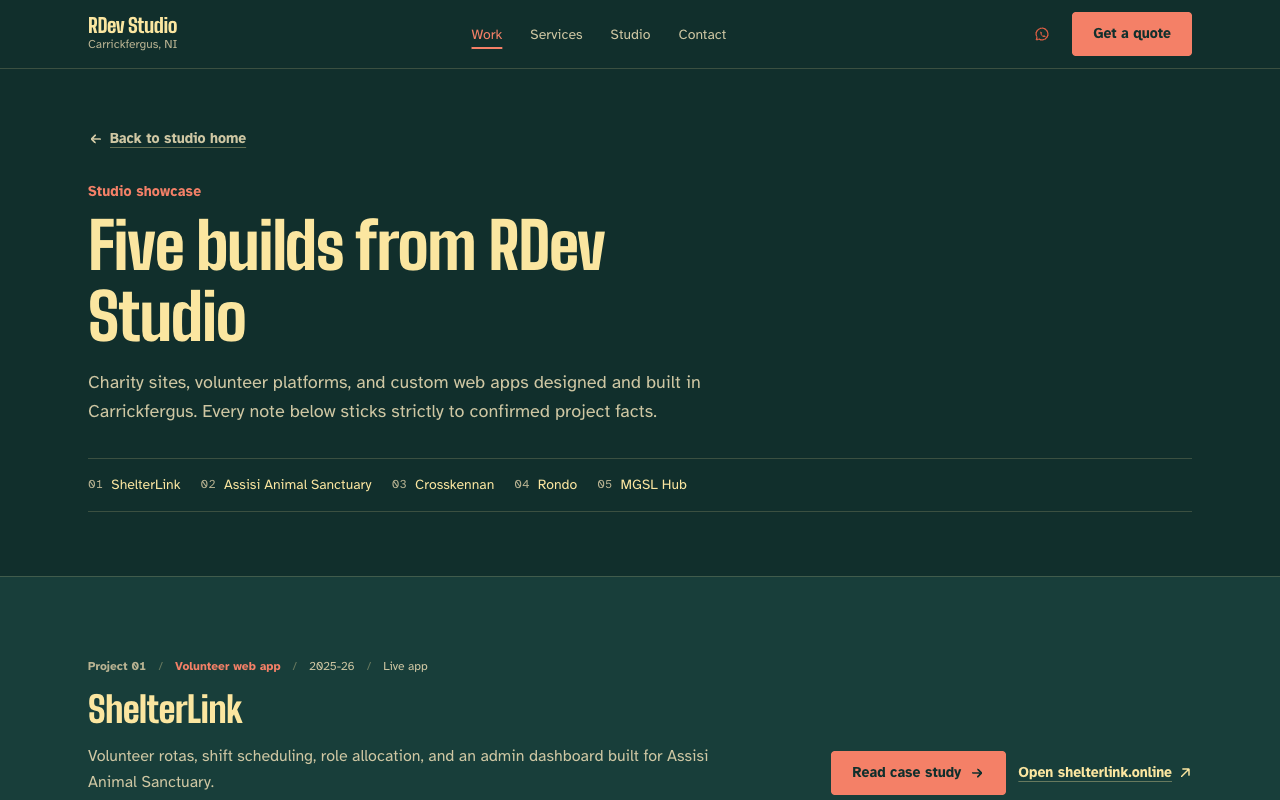 RDev Studio
Carrickfergus, NI
Work
Services
Studio
Contact
Get a quote
Back to studio home
Studio showcase
Five builds from RDev
Studio
Charity sites, volunteer platforms, and custom web apps designed and built in
Carrickfergus. Every note below sticks strictly to confirmed project facts.
01 ShelterLink 02 Assisi Animal Sanctuary 03 Crosskennan 04 Rondo 05 MGSL Hub
Project 01 / Volunteer web app / 2025-26 / Live app
ShelterLink
Volunteer rotas, shift scheduling, role allocation, and an admin dashboard built for Assisi
Animal Sanctuary.
Read case study
Open shelterlink.online